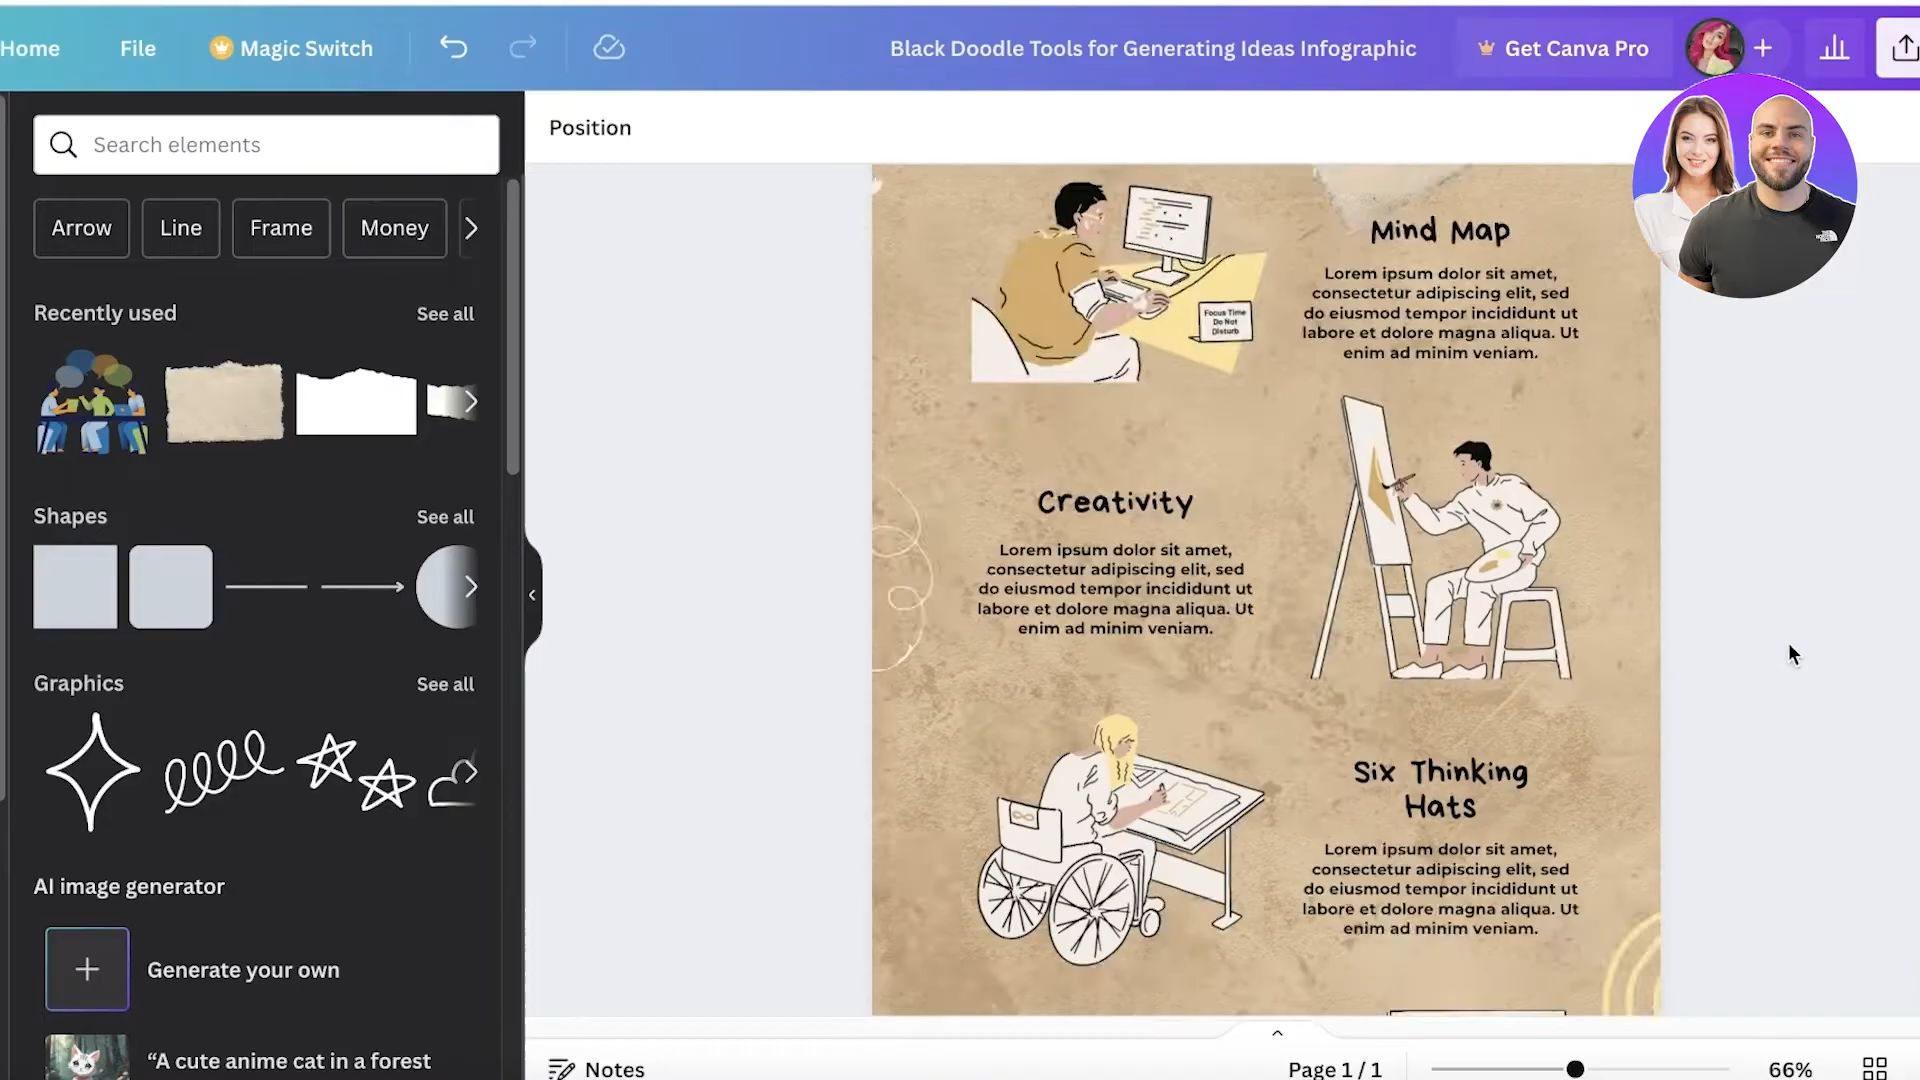 Home
File
Magic Switch
Black Doodle Tools for Generating Ideas Infographic
Get Canva Pro
Search elements
Position
Arrow
Line
Frame
Money
Recently used
See all
Shapes
See all
Graphics
See all
AI image generator
Generate your own
“A cute anime cat in a forest
Focus Time
Do Not
Disturb
Mind Map
Lorem ipsum dolor sit amet,
consectetur adipiscing elit, sed
do eiusmod tempor incididunt ut
labore et dolore magna aliqua. Ut
enim ad minim veniam.
Creativity
Lorem ipsum dolor sit amet,
consectetur adipiscing elit, sed
do eiusmod tempor incididunt ut
labore et dolore magna aliqua. Ut
enim ad minim veniam.
Six Thinking
Hats
Lorem ipsum dolor sit amet,
consectetur adipiscing elit, sed
do eiusmod tempor incididunt ut
labore et dolore magna aliqua. Ut
enim ad minim veniam.
Notes
Page 1 / 1
66%